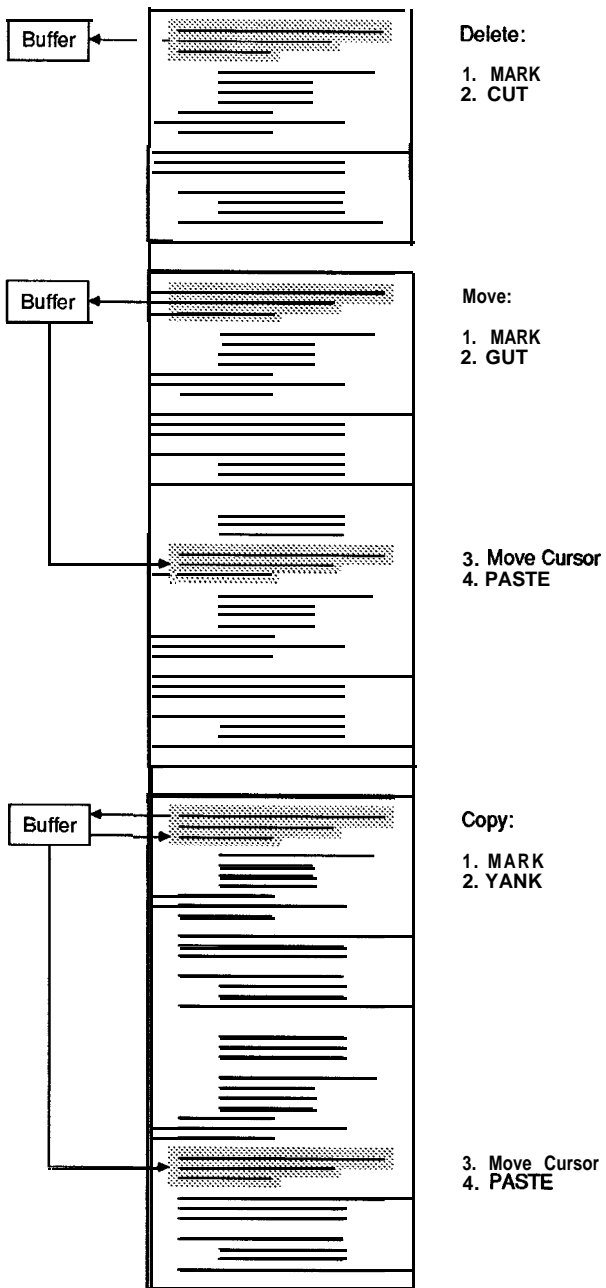 Buffer
Delete:
1. MARK
2. CUT
Buffer
Move:
1. MARK
2. GUT
3. Move Cursor
4. PASTE
Buffer
Copy:
1. MARK
2. YANK
3. Move Cursor
4. PASTE